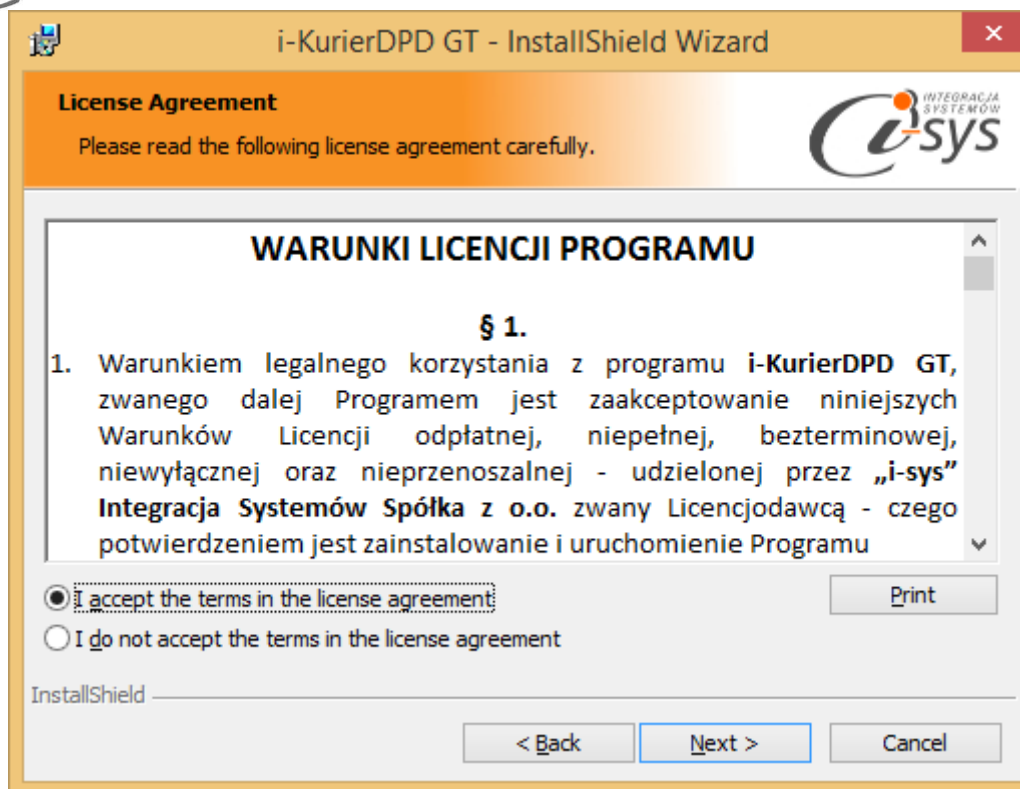 i-KurierDPD GT - InstallShield Wizard
License Agreement
Please read the following license agreement carefully.
INTEGRACJA
SYSTEMÓW
i-sys
WARUNKI LICENCJI PROGRAMU
§ 1.
1. Warunkiem legalnego korzystania z programu i-KurierDPD GT,
zwanego dalej Programem jest zaakceptowanie niniejszych
Warunków Licencji odpłatnej, niepełnej, bezterminowej,
niewyłącznej oraz nieprzenoszalnej - udzielonej przez „i-sys”
Integracja Systemów Spółka z o.o. zwany Licencjodawcą - czego
potwierdzeniem jest zainstalowanie i uruchomienie Programu
I accept the terms in the license agreement
Print
I do not accept the terms in the license agreement
InstallShield
< Back
Next >
Cancel